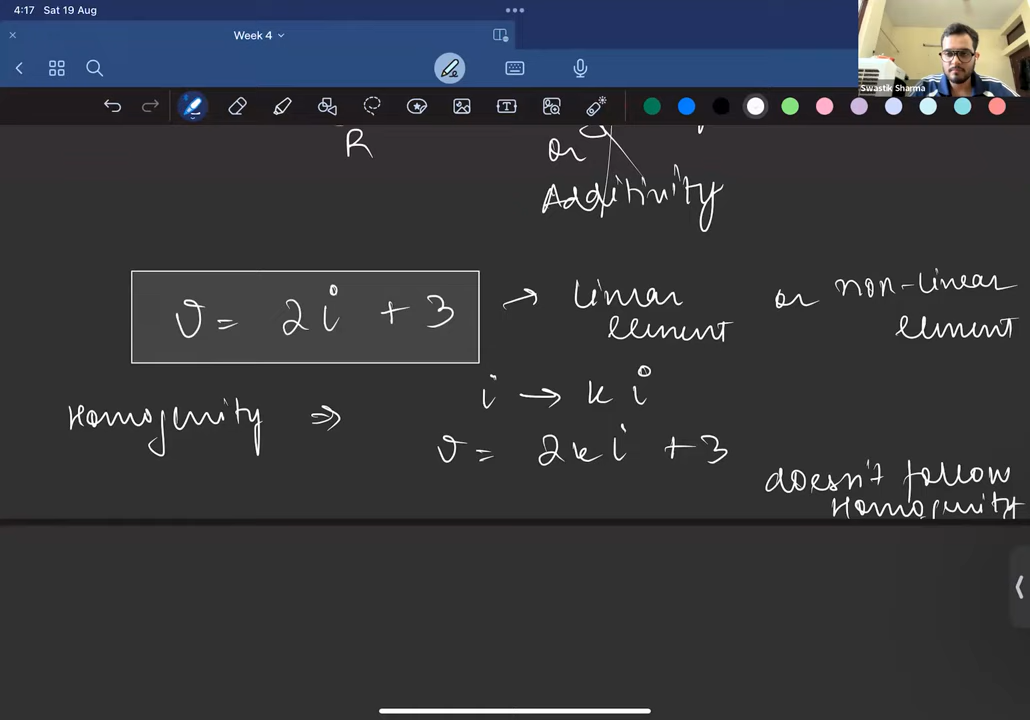 4:17 Sat 19 Aug
Week 4
Swastik Sharma
R
or
Additivity
v = 2i + 3 → linear element or non-linear element
Homogenity ⇒ i → k i
v = 2ki + 3
doesn't follow
Homogenity